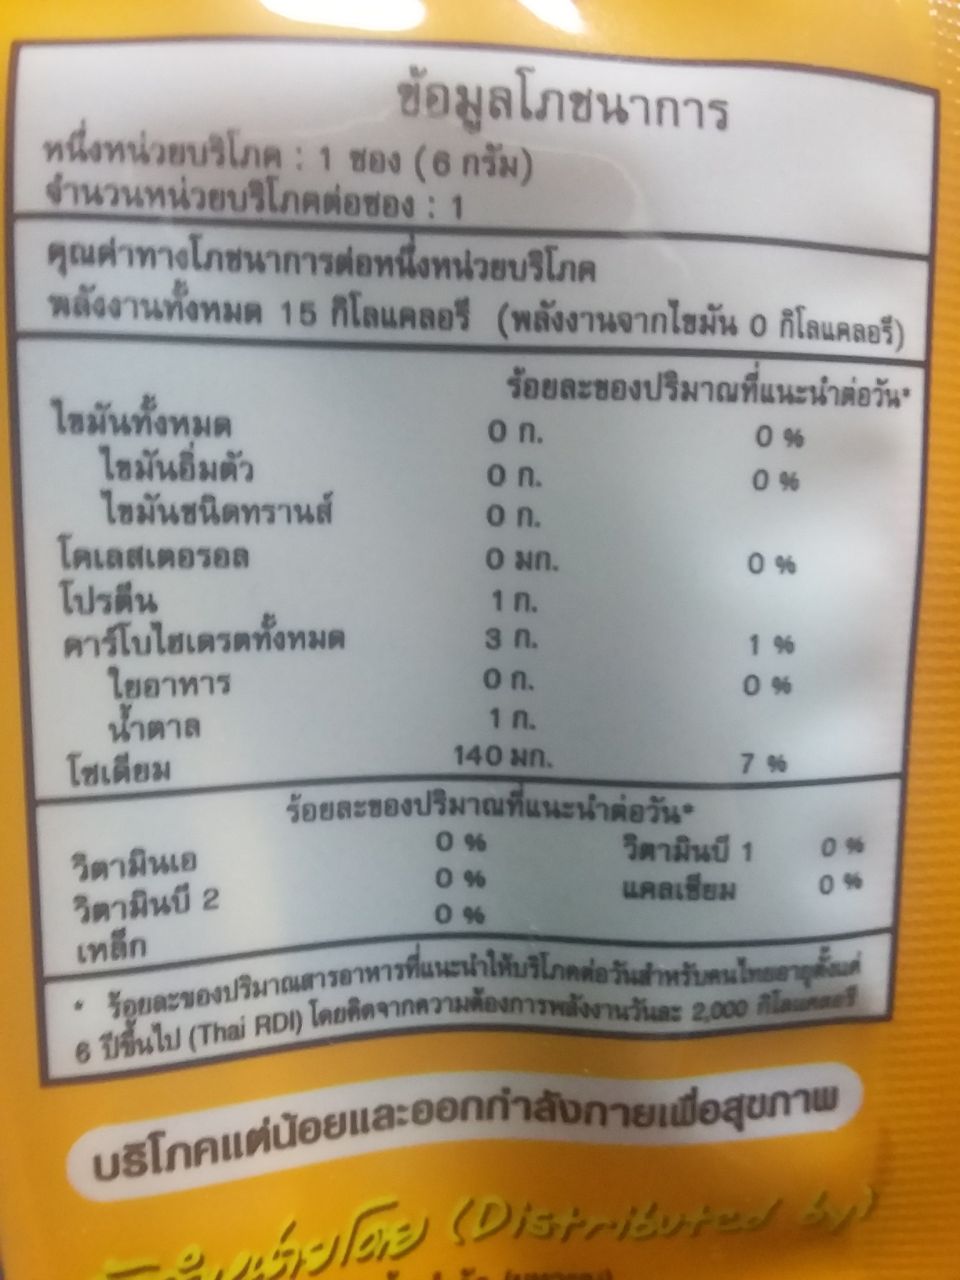 ข้อมูลโภชนาการ
หนึ่งหน่วยบริโภค : 1 ซอง (6 กรัม)
จำนวนหน่วยบริโภคต่อซอง : 1
คุณค่าทางโภชนาการต่อหนึ่งหน่วยบริโภค
พลังงานทั้งหมด 15 กิโลแคลอรี (พลังงานจากไขมัน 0 กิโลแคลอรี)
ร้อยละของปริมาณที่แนะนำต่อวัน*
ไขมันทั้งหมด 0 ก. 0 %
ไขมันอิ่มตัว 0 ก. 0 %
ไขมันชนิดทรานส์ 0 ก.
โคเลสเตอรอล 0 มก. 0 %
โปรตีน 1 ก.
คาร์โบไฮเดรตทั้งหมด 3 ก. 1 %
ใยอาหาร 0 ก. 0 %
น้ำตาล 1 ก.
โซเดียม 140 มก. 7 %
ร้อยละของปริมาณที่แนะนำต่อวัน*
วิตามินเอ 0 % วิตามินบี 1 0 %
วิตามินบี 2 0 % แคลเซียม 0 %
เหล็ก 0 %
* ร้อยละของปริมาณสารอาหารที่แนะนำให้บริโภคต่อวันสำหรับคนไทยอายุตั้งแต่
6 ปีขึ้นไป (Thai RDI) โดยคิดจากความต้องการพลังงานวันละ 2,000 กิโลแคลอรี
บริโภคแต่น้อยและออกกำลังกายเพื่อสุขภาพ
จัดจำหน่ายโดย (Distributed by)